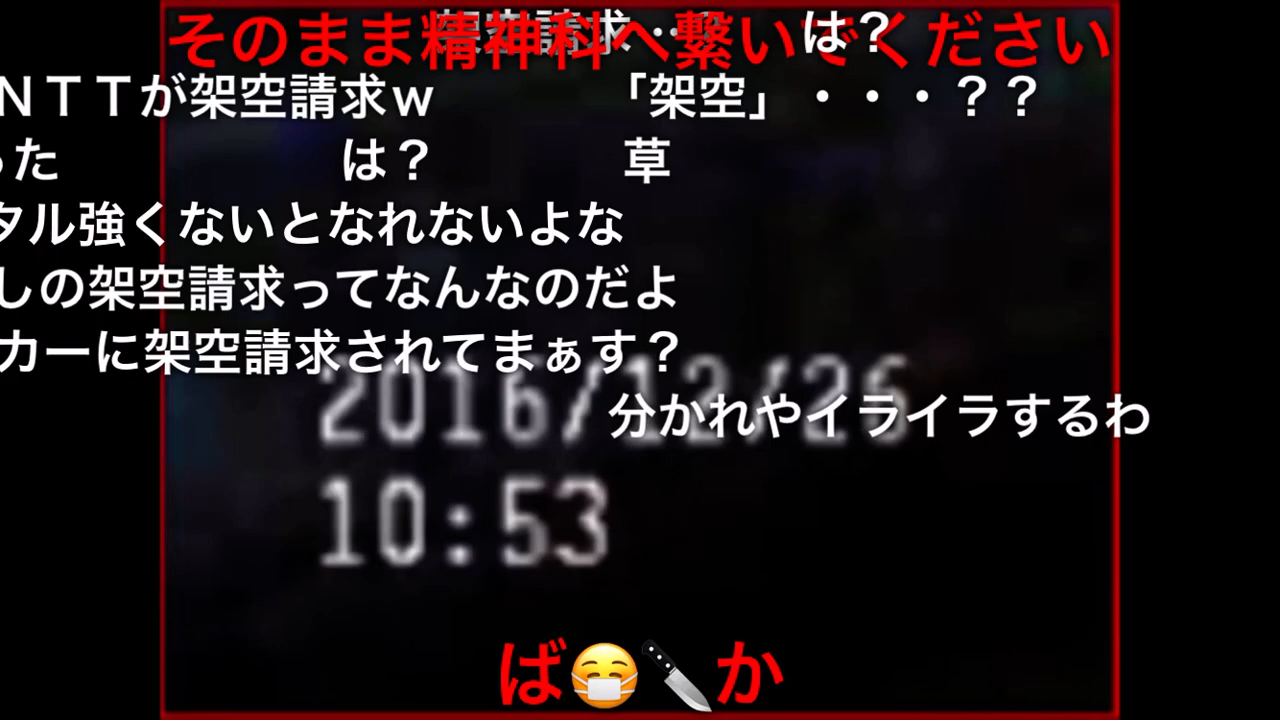 そのまま精神科へ繋いでください
架空請求・・？
は？
ＮＴＴが架空請求ｗ
「架空」・・・？？
った
は？
草
タル強くないとなれないよな
しの架空請求ってなんなのだよ
カーに架空請求されてまぁす？
2016/12/26
分かれやイライラするわ
10:53
ば😷🔪か